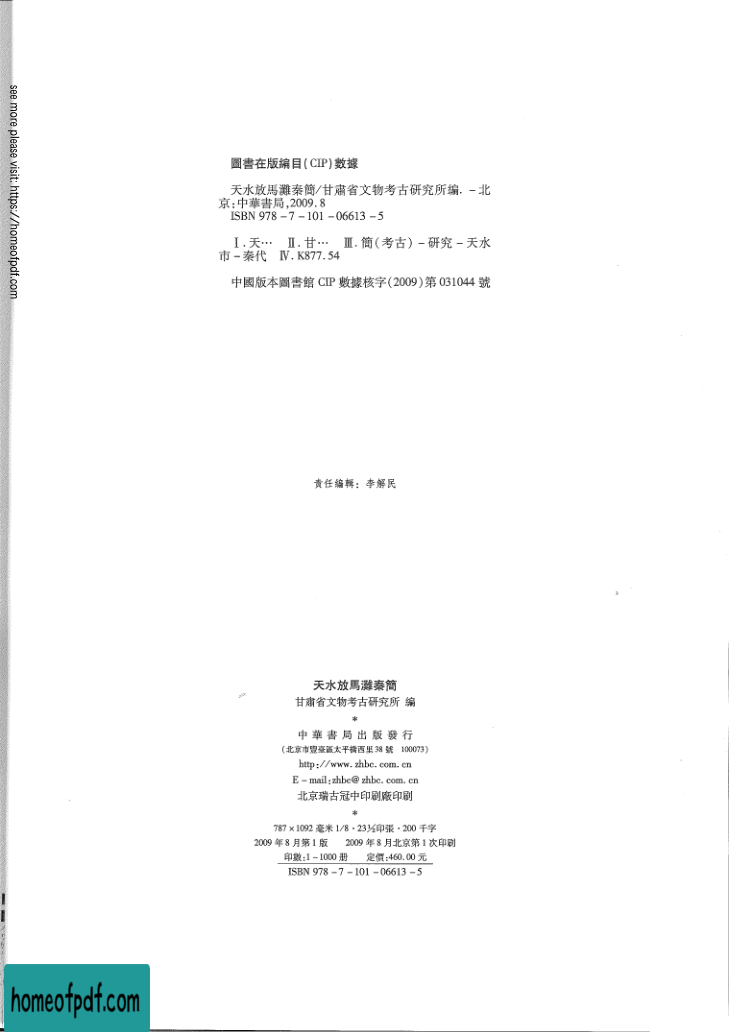 see more please visit: https://homeofpdf.com
圖書在版編目(CIP)數據
天水放馬灘秦簡/甘肅省文物考古研究所編. -北
京:中華書局,2009.8
ISBN 978-7-101-06613-5
Ⅰ.天… Ⅱ.甘… Ⅲ.簡(考古)-研究-天水
市-秦代 Ⅳ.K877.54
中國版本圖書館 CIP 數據核字(2009)第 031044 號
責任編輯: 李解民
天水放馬灘秦簡
甘肅省文物考古研究所 編
*
中華書局出版發行
(北京市豐臺區太平橋西里 38 號 100073)
http://www.zhbc.com.cn
E-mail:zhbc@zhbc.com.cn
北京瑞古冠中印刷廠印刷
*
787×1092 毫米 1/8·23½印張·200 千字
2009 年 8 月第 1 版 2009 年 8 月北京第 1 次印刷
印數:1-1000 册 定價:460.00 元
ISBN 978-7-101-06613-5
homeofpdf.com